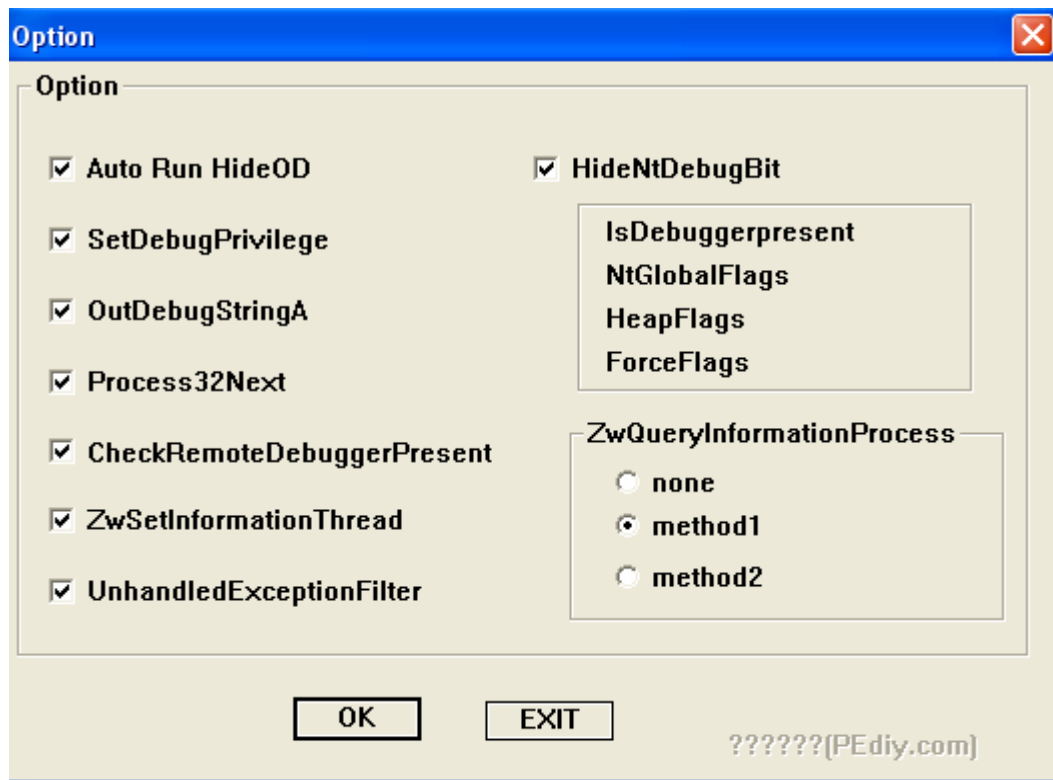 Option
Option
Auto Run HideOD
SetDebugPrivilege
OutDebugStringA
Process32Next
CheckRemoteDebuggerPresent
ZwSetInformationThread
UnhandledExceptionFilter
HideNtDebugBit
IsDebuggerpresent
NtGlobalFlags
HeapFlags
ForceFlags
ZwQueryInformationProcess
none
method1
method2
OK
EXIT
??????(PEdiy.com)